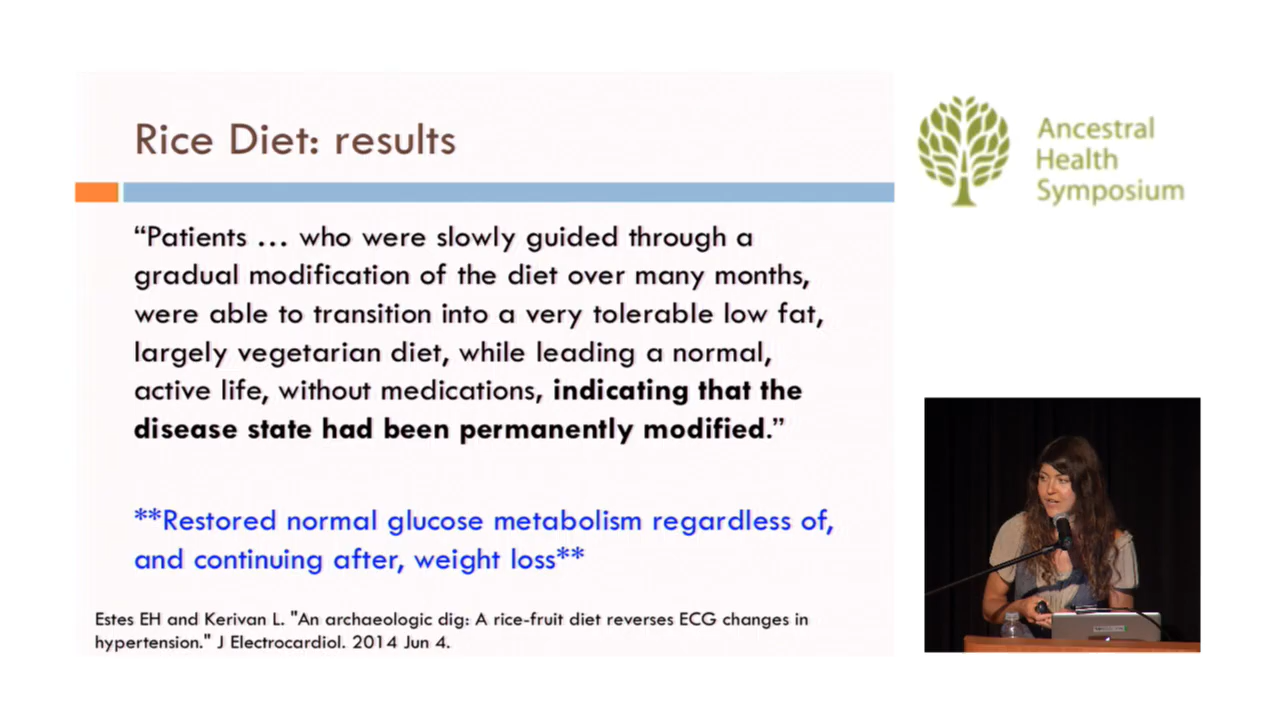 Rice Diet: results
Ancestral
Health
Symposium
“Patients … who were slowly guided through a
gradual modification of the diet over many months,
were able to transition into a very tolerable low fat,
largely vegetarian diet, while leading a normal,
active life, without medications, indicating that the
disease state had been permanently modified.”
**Restored normal glucose metabolism regardless of,
and continuing after, weight loss**
Estes EH and Kerivan L. "An archaeologic dig: A rice-fruit diet reverses ECG changes in
hypertension." J Electrocardiol. 2014 Jun 4.